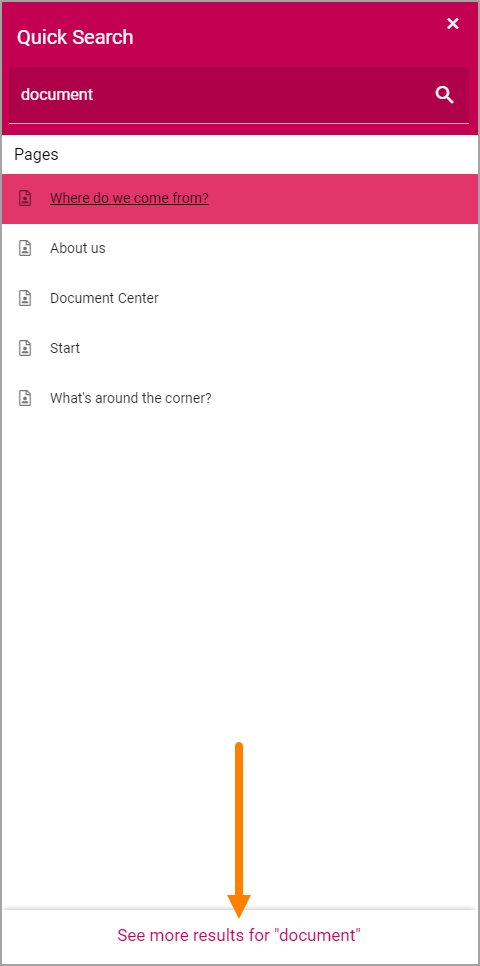 Quick Search
document
Pages
Where do we come from?
About us
Document Center
Start
What's around the corner?
See more results for "document"